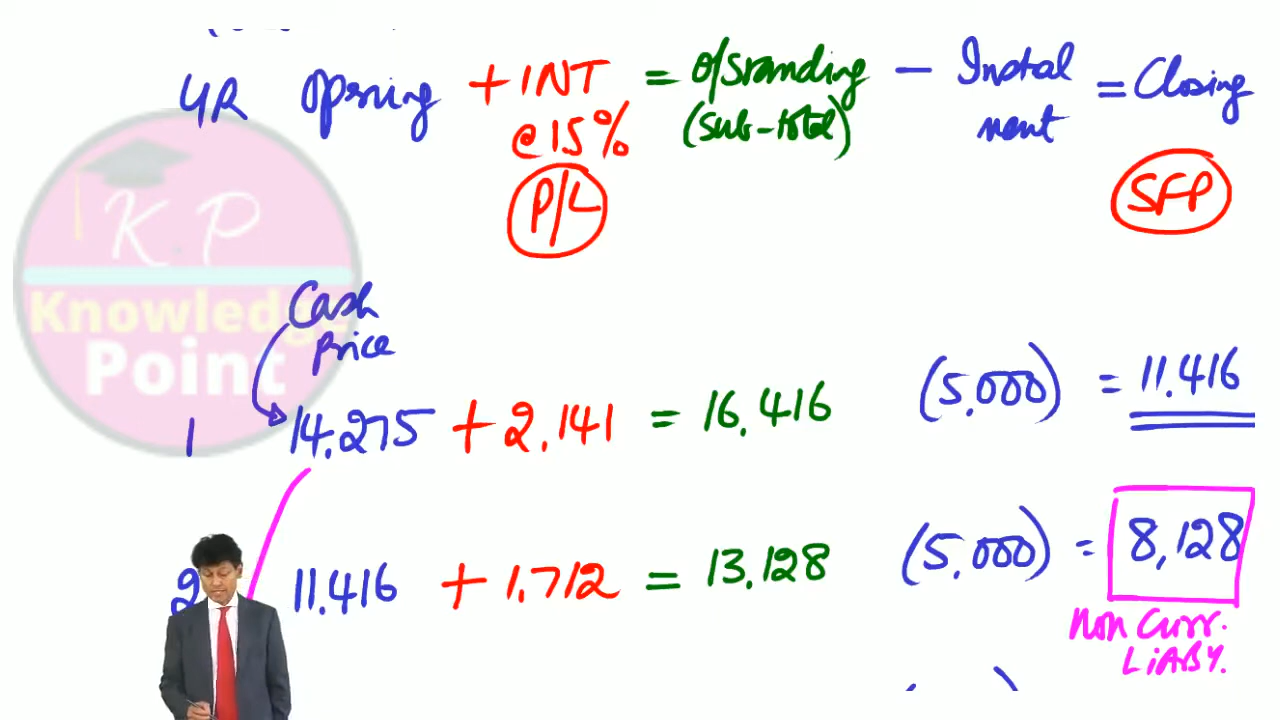 YR Opening + INT = O/standing - Instal = Closing
@ 15% (Sub-total) ment
P/L SFP
K.P
Knowledge
Point
Cash
Price
1 14.275 + 2.141 = 16.416 (5,000) = 11.416
2 11.416 + 1.712 = 13.128 (5,000) = 8,128
Non Curr.
LiABY.